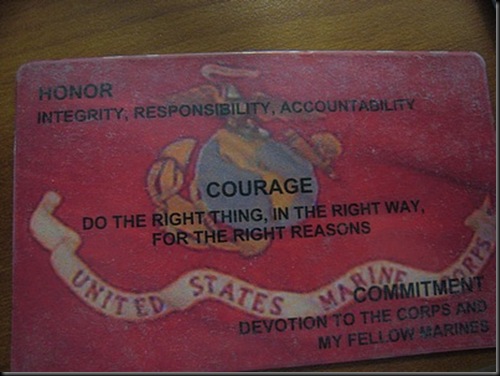 HONOR
INTEGRITY, RESPONSIBILITY, ACCOUNTABILITY
COURAGE
DO THE RIGHT THING, IN THE RIGHT WAY,
FOR THE RIGHT REASONS
UNITED STATES MARINE CORPS
COMMITMENT
DEVOTION TO THE CORPS AND
MY FELLOW MARINES